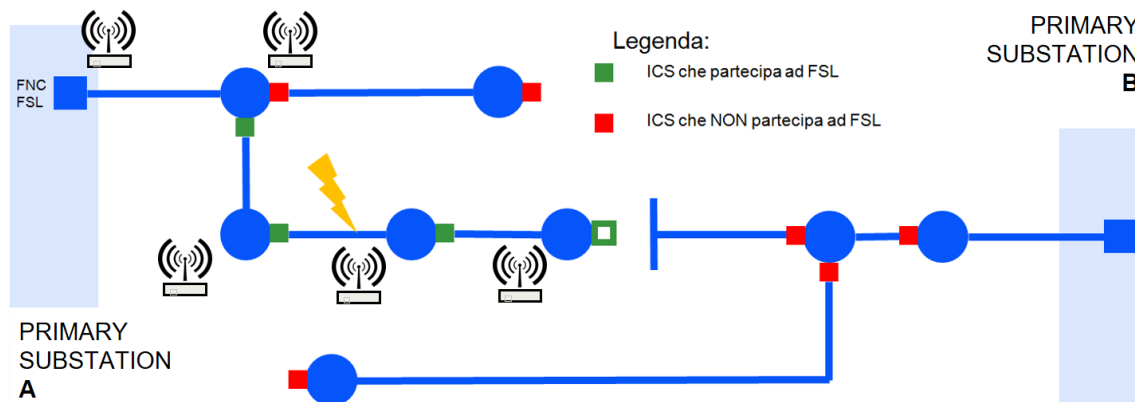 PRIMARY
SUBSTATION
B
Legenda:
FNC
FSL
ICS che partecipa ad FSL
ICS che NON partecipa ad FSL
PRIMARY
SUBSTATION
A